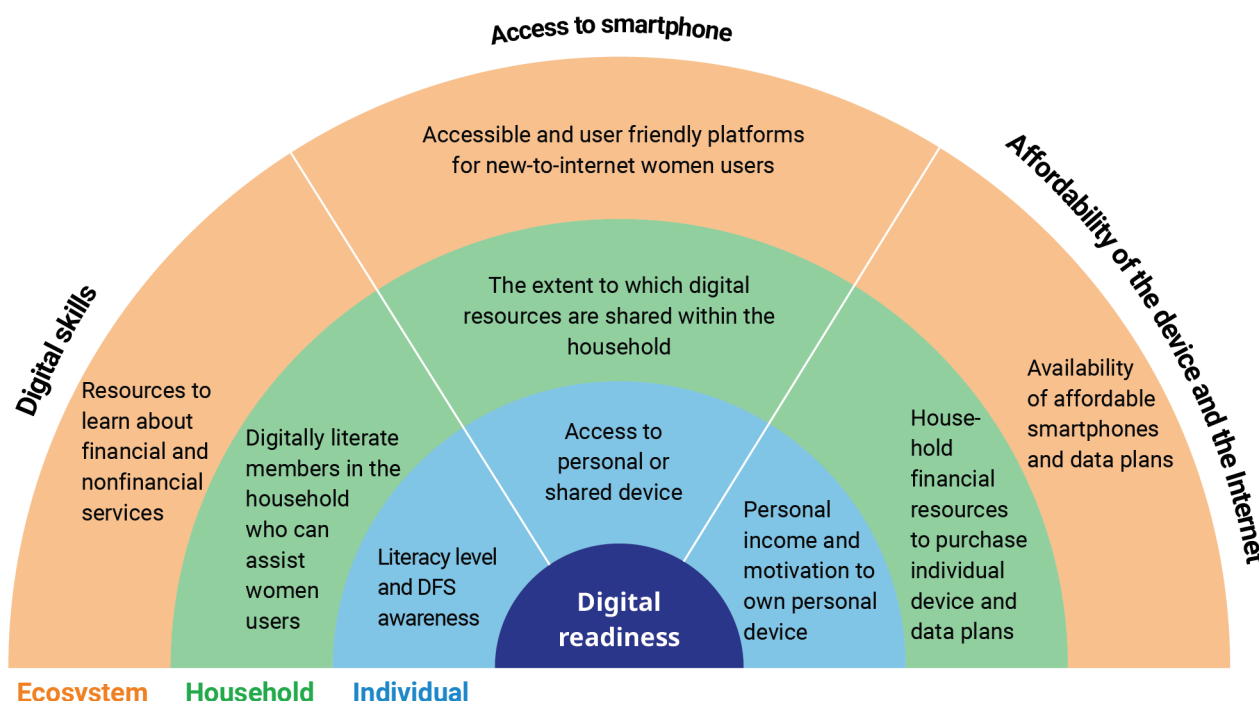 Access to smartphone
Accessible and user friendly platforms
for new-to-internet women users
Affordability of the device and the Internet
Digital skills
The extent to which digital
resources are shared within the
household
Resources to
learn about
financial and
nonfinancial
services
Digitally literate
members in the
household
who can
assist
women
users
Literacy level
and DFS
awareness
Access to
personal or
shared device
Personal
income and
motivation to
own personal
device
House-
hold
financial
resources
to purchase
individual
device and
data plans
Availability
of affordable
smartphones
and data plans
Digital
readiness
Ecosystem
Household
Individual